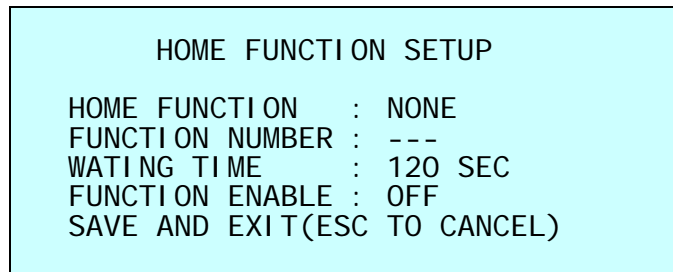 HOME FUNCTION SETUP
HOME FUNCTION : NONE
FUNCTION NUMBER : ---
WATING TIME : 120 SEC
FUNCTION ENABLE : OFF
SAVE AND EXIT(ESC TO CANCEL)